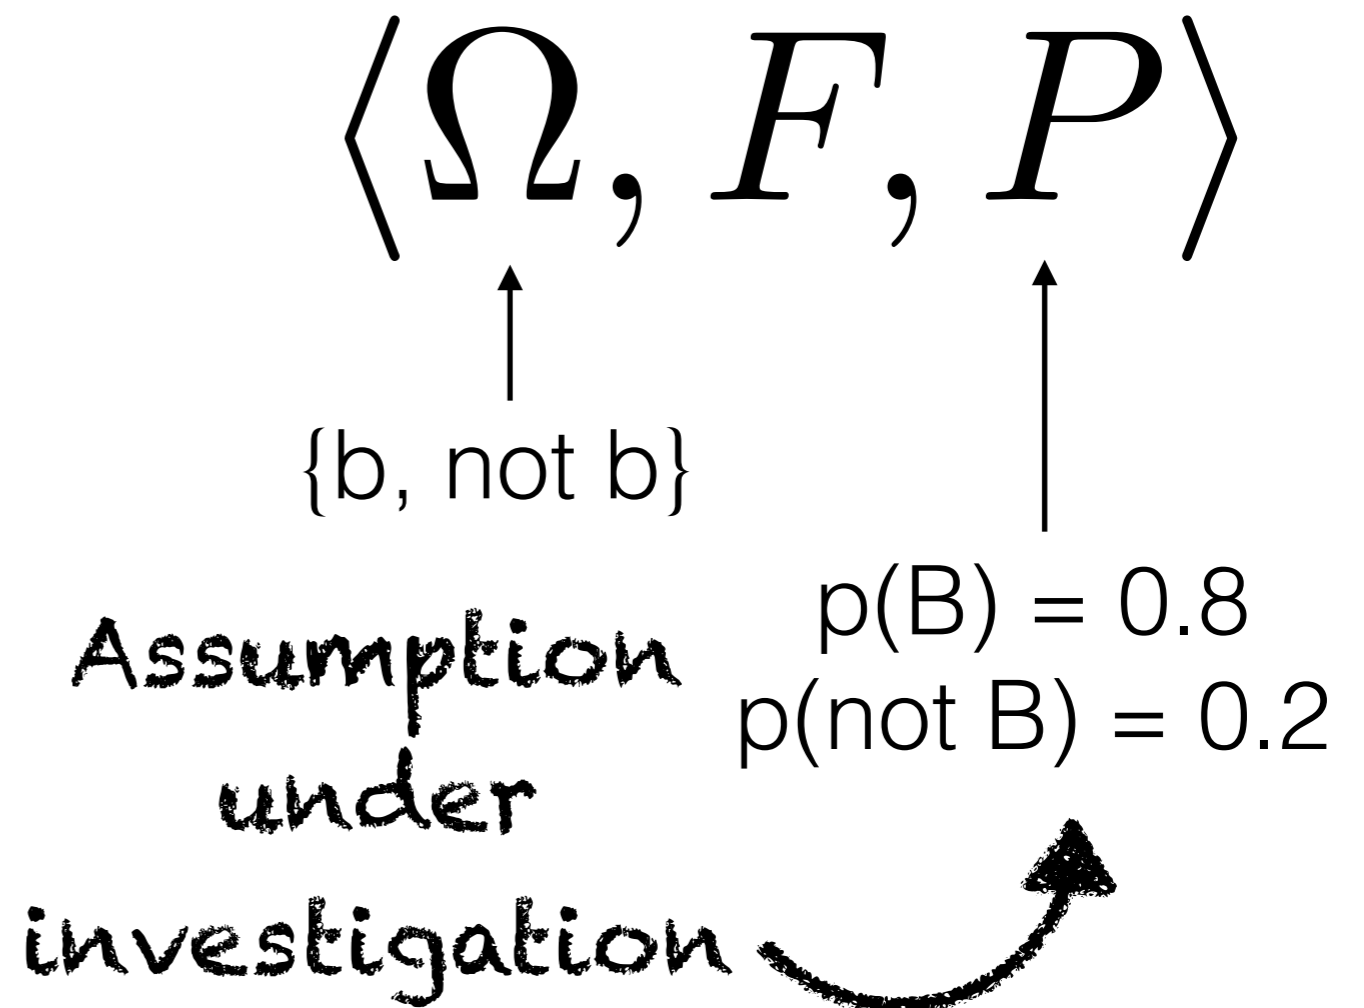 ⟨Ω, F, P⟩
{b, not b}
p(B) = 0.8
p(not B) = 0.2
Assumption
under
investigation